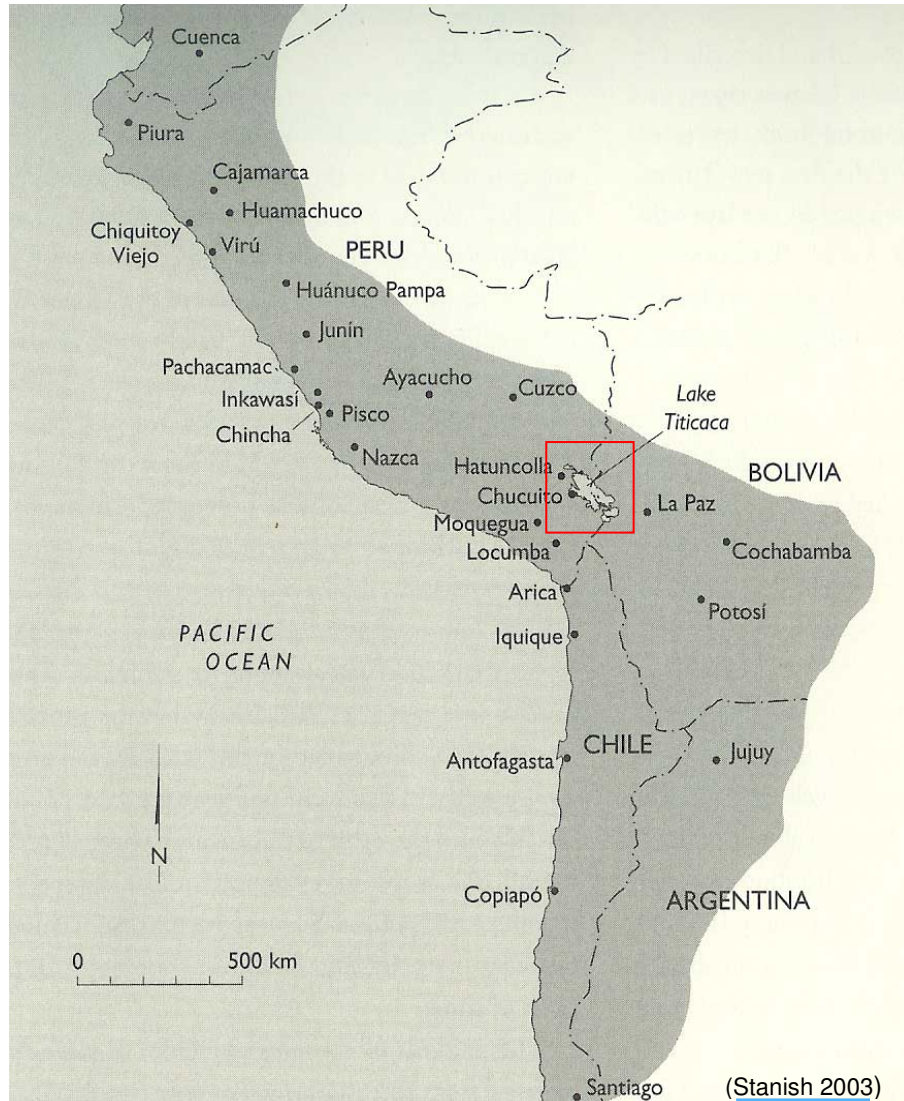 Cuenca
Piura
Cajamarca
Huamachuco
Chiquitoy
Viejo
Virú
PERU
Huánuco Pampa
Junín
Pachacamac
Ayacucho
Cuzco
Lake
Titicaca
Inkawasí
Pisco
Chincha
Nazca
Hatuncolla
BOLIVIA
Chucuito
La Paz
Moquegua
Locumba
Cochabamba
Arica
Potosí
PACIFIC
OCEAN
Iquique
CHILE
Antofagasta
Jujuy
N
Copiapó
ARGENTINA
0 500 km
Santiago
(Stanish 2003)